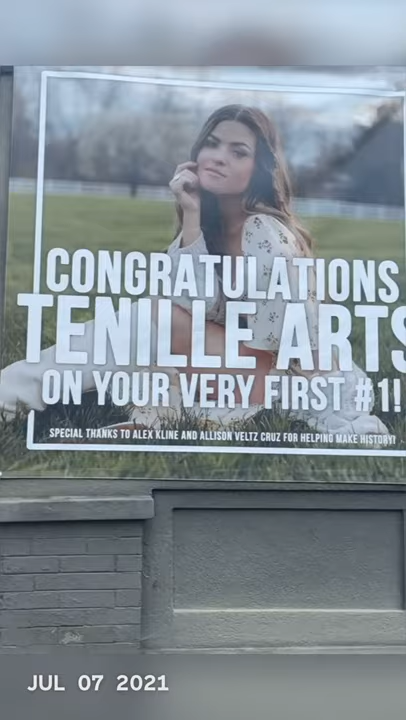 CONGRATULATIONS
TENILLE ARTS
ON YOUR VERY FIRST #1!
SPECIAL THANKS TO ALEX KLINE AND ALLISON VELTZ CRUZ FOR HELPING MAKE HISTORY!
JUL 07 2021